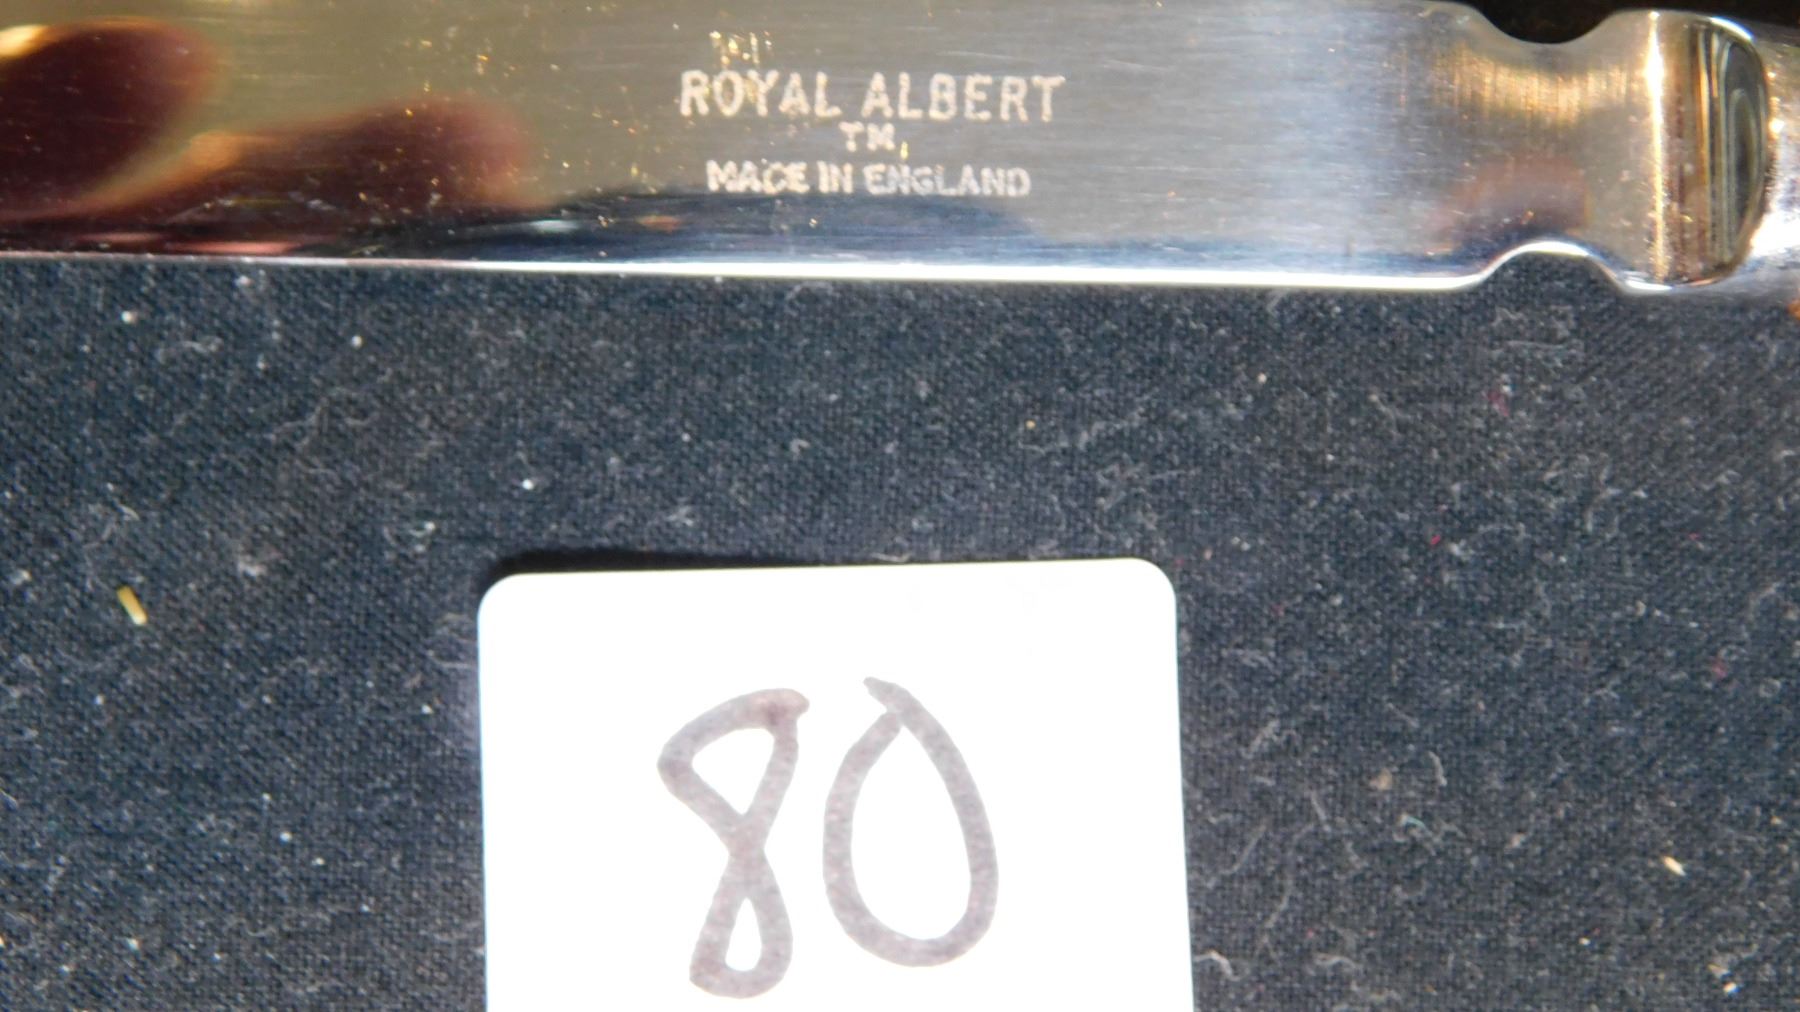 ROYAL ALBERT
TM
MADE IN ENGLAND
80